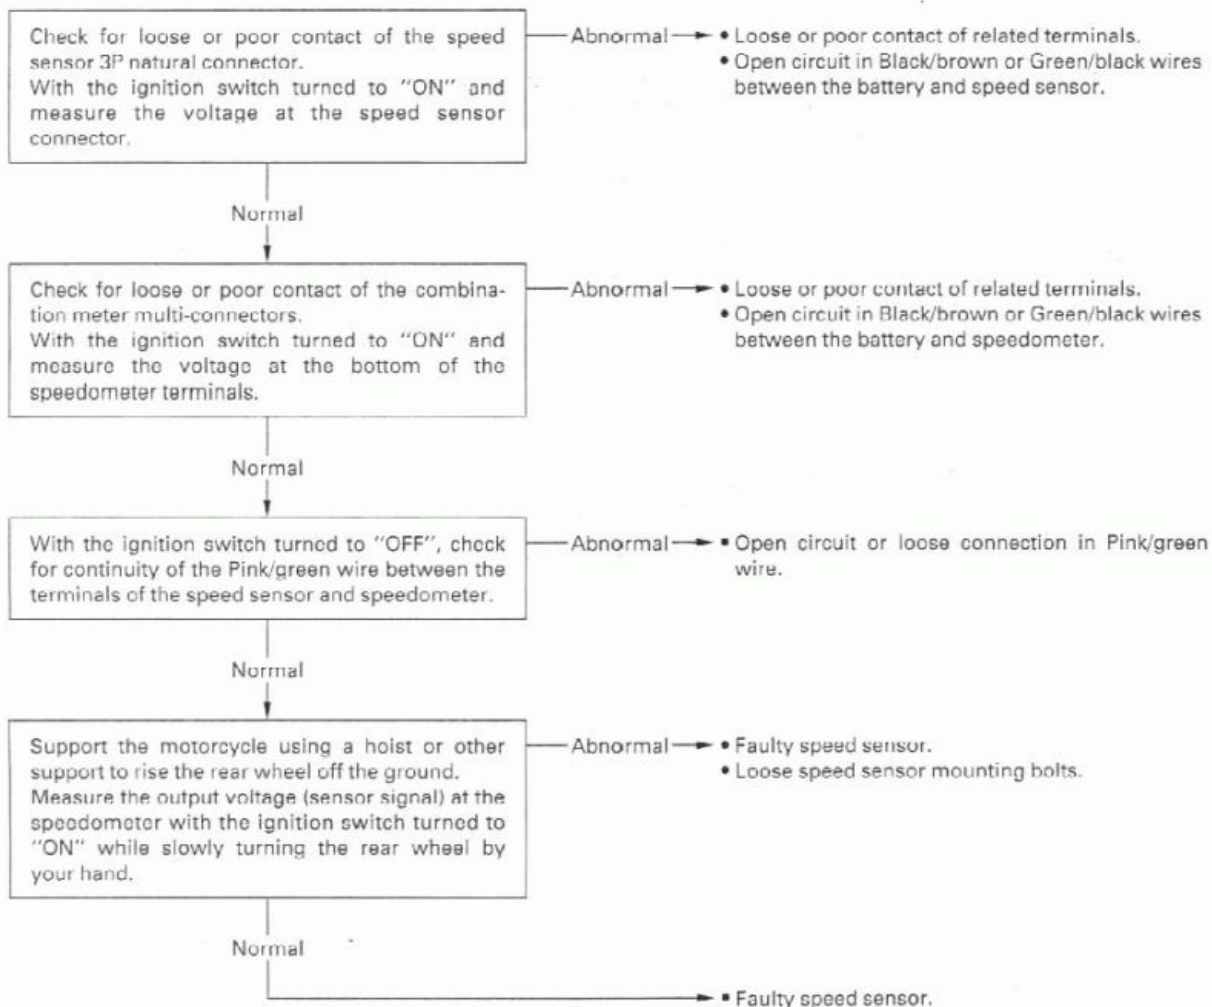 Check for loose or poor contact of the speed
sensor 3P natural connector.
With the ignition switch turned to "ON" and
measure the voltage at the speed sensor
connector.
Abnormal
• Loose or poor contact of related terminals.
• Open circuit in Black/brown or Green/black wires
between the battery and speed sensor.
Normal
Check for loose or poor contact of the combina-
tion meter multi-connectors.
With the ignition switch turned to "ON" and
measure the voltage at the bottom of the
speedometer terminals.
Abnormal
• Loose or poor contact of related terminals.
• Open circuit in Black/brown or Green/black wires
between the battery and speedometer.
Normal
With the ignition switch turned to "OFF", check
for continuity of the Pink/green wire between the
terminals of the speed sensor and speedometer.
Abnormal
• Open circuit or loose connection in Pink/green
wire.
Normal
Support the motorcycle using a hoist or other
support to rise the rear wheel off the ground.
Measure the output voltage (sensor signal) at the
speedometer with the ignition switch turned to
"ON" while slowly turning the rear wheel by
your hand.
Abnormal
• Faulty speed sensor.
• Loose speed sensor mounting bolts.
Normal
• Faulty speed sensor.